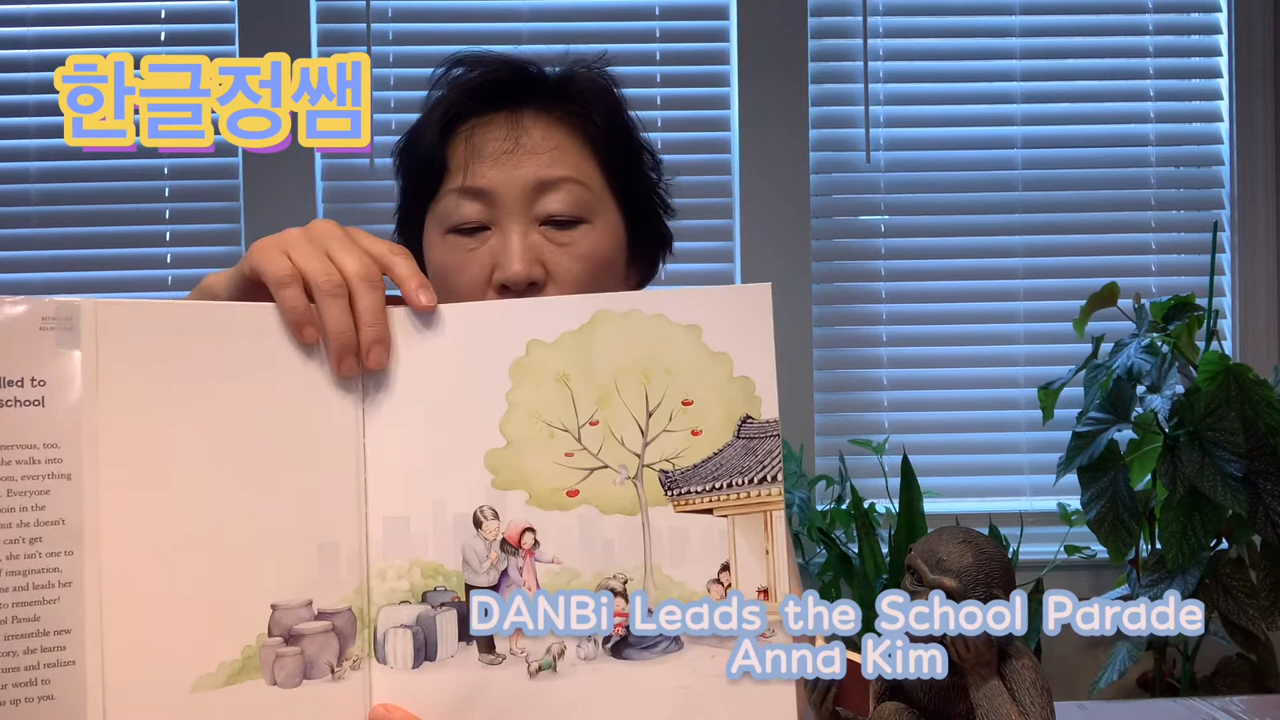 한글정쌤
lled to
school
nervous, too,
he walks into
om, everything
. Everyone
oin in the
out she doesn't
can't get
, she isn't one to
f imagination,
ne and leads her
to remember!
ol Parade
irresistible new
ory, she learns
tures and realizes
ur world to
s up to you.
DANBi Leads the School Parade
Anna Kim